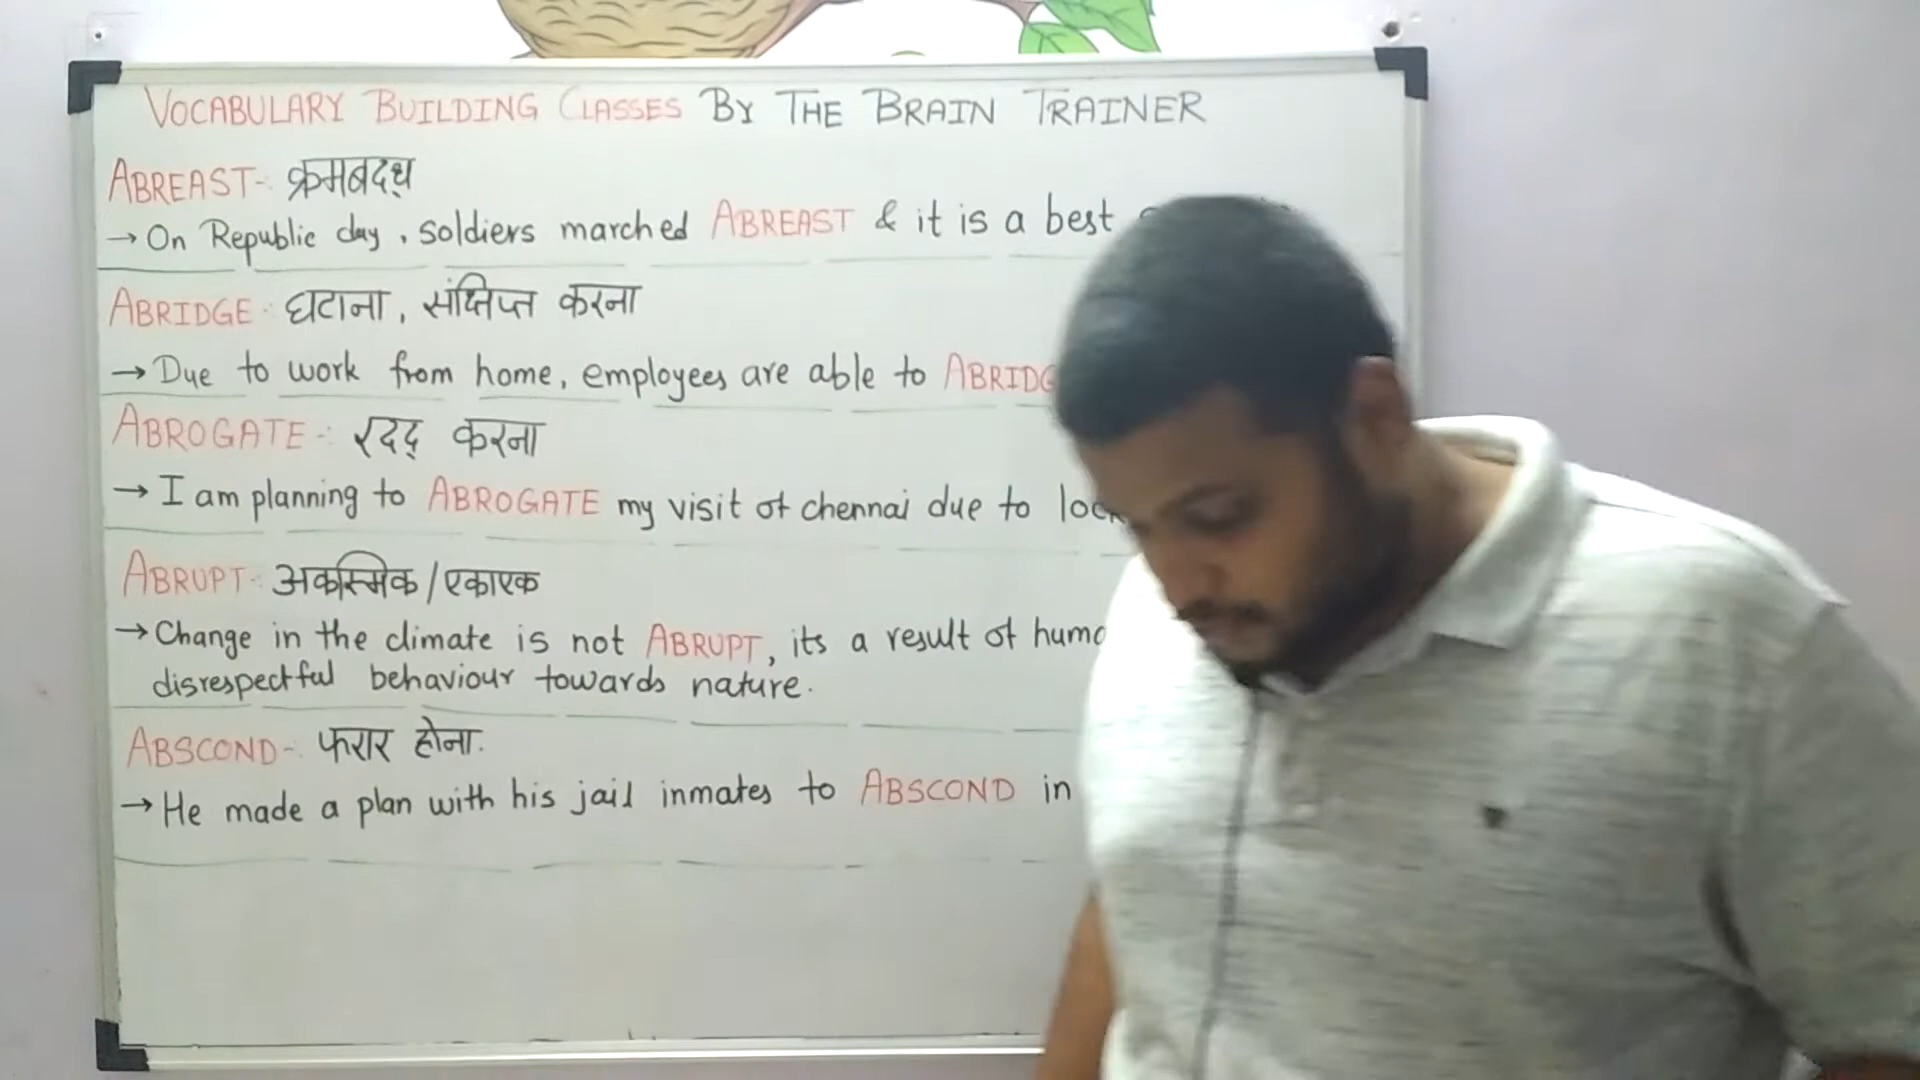 VOCABULARY BUILDING CLASSES BY THE BRAIN TRAINER
ABREAST-: क्रमबद्ध
→ On Republic day, soldiers marched ABREAST & it is a best
ABRIDGE-: घटाना, संक्षिप्त करना
→ Due to work from home, employees are able to
ABROGATE-: रद्द करना
→ I am planning to ABROGATE my visit of chennai due to
ABRUPT-: अकस्मिक/एकाएक
→ Change in the climate is not ABRUPT, its a result of
disrespectful behaviour towards nature.
ABSCOND-: फरार होना.
→ He made a plan with his jail inmates to ABSCOND in